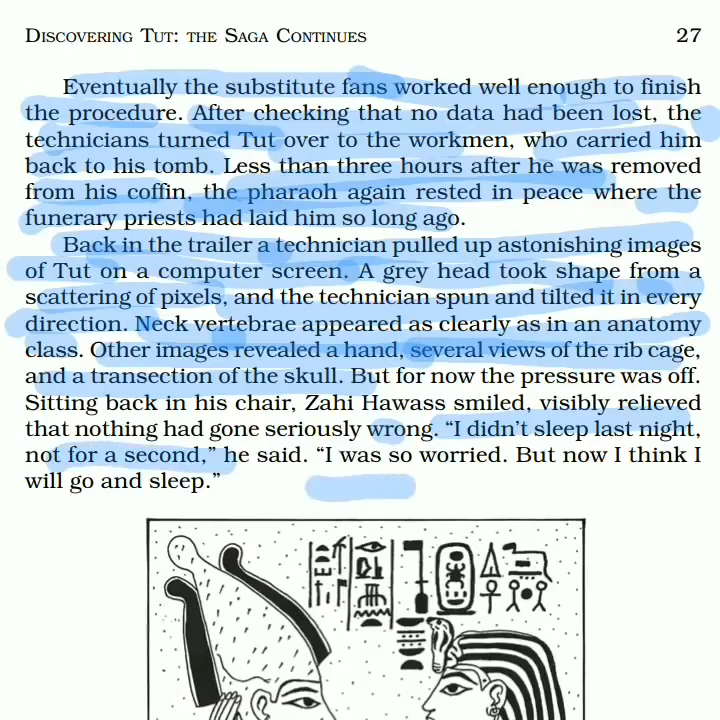 DISCOVERING TUT: THE SAGA CONTINUES 27
Eventually the substitute fans worked well enough to finish
the procedure. After checking that no data had been lost, the
technicians turned Tut over to the workmen, who carried him
back to his tomb. Less than three hours after he was removed
from his coffin, the pharaoh again rested in peace where the
funerary priests had laid him so long ago.
Back in the trailer a technician pulled up astonishing images
of Tut on a computer screen. A grey head took shape from a
scattering of pixels, and the technician spun and tilted it in every
direction. Neck vertebrae appeared as clearly as in an anatomy
class. Other images revealed a hand, several views of the rib cage,
and a transection of the skull. But for now the pressure was off.
Sitting back in his chair, Zahi Hawass smiled, visibly relieved
that nothing had gone seriously wrong. “I didn’t sleep last night,
not for a second,” he said. “I was so worried. But now I think I
will go and sleep.”